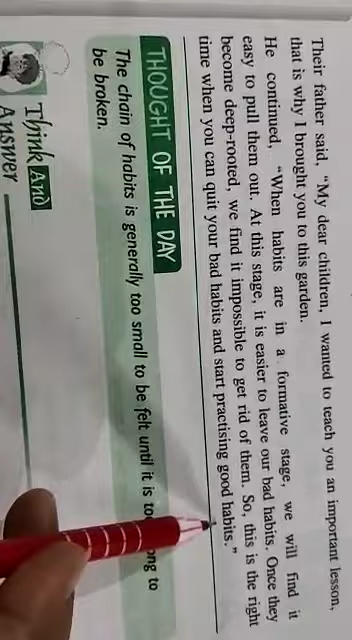 Their father said, "My dear children, I wanted to teach you an important lesson,
that is why I brought you to this garden.
He continued, "When habits are in a formative stage, we will find it
easy to pull them out. At this stage, it is easier to leave our bad habits. Once they
become deep-rooted, we find it impossible to get rid of them. So, this is the right
time when you can quit your bad habits and start practising good habits."
THOUGHT OF THE DAY
The chain of habits is generally too small to be felt until it is to
be broken.
Think And
Answer